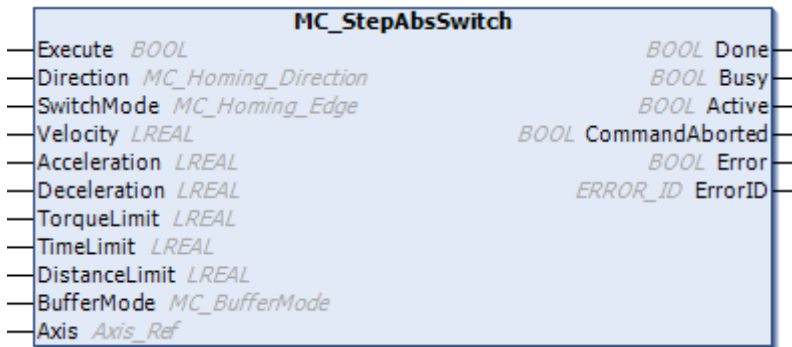 MC_StepAbsSwitch
Execute BOOL BOOL Done
Direction MC_Homing_Direction BOOL Busy
SwitchMode MC_Homing_Edge BOOL Active
Velocity LREAL BOOL CommandAborted
Acceleration LREAL BOOL Error
Deceleration LREAL ERROR_ID ErrorID
TorqueLimit LREAL
TimeLimit LREAL
DistanceLimit LREAL
BufferMode MC_BufferMode
Axis Axis_Ref